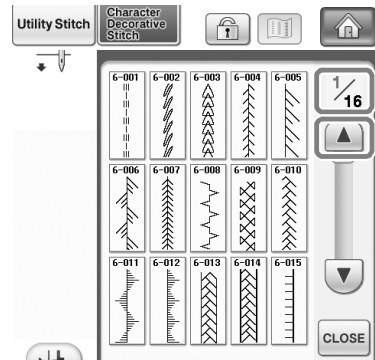 Utility Stitch
Character
Decorative
Stitch
1/16
6-001 6-002 6-003 6-004 6-005
6-006 6-007 6-008 6-009 6-010
6-011 6-012 6-013 6-014 6-015
CLOSE